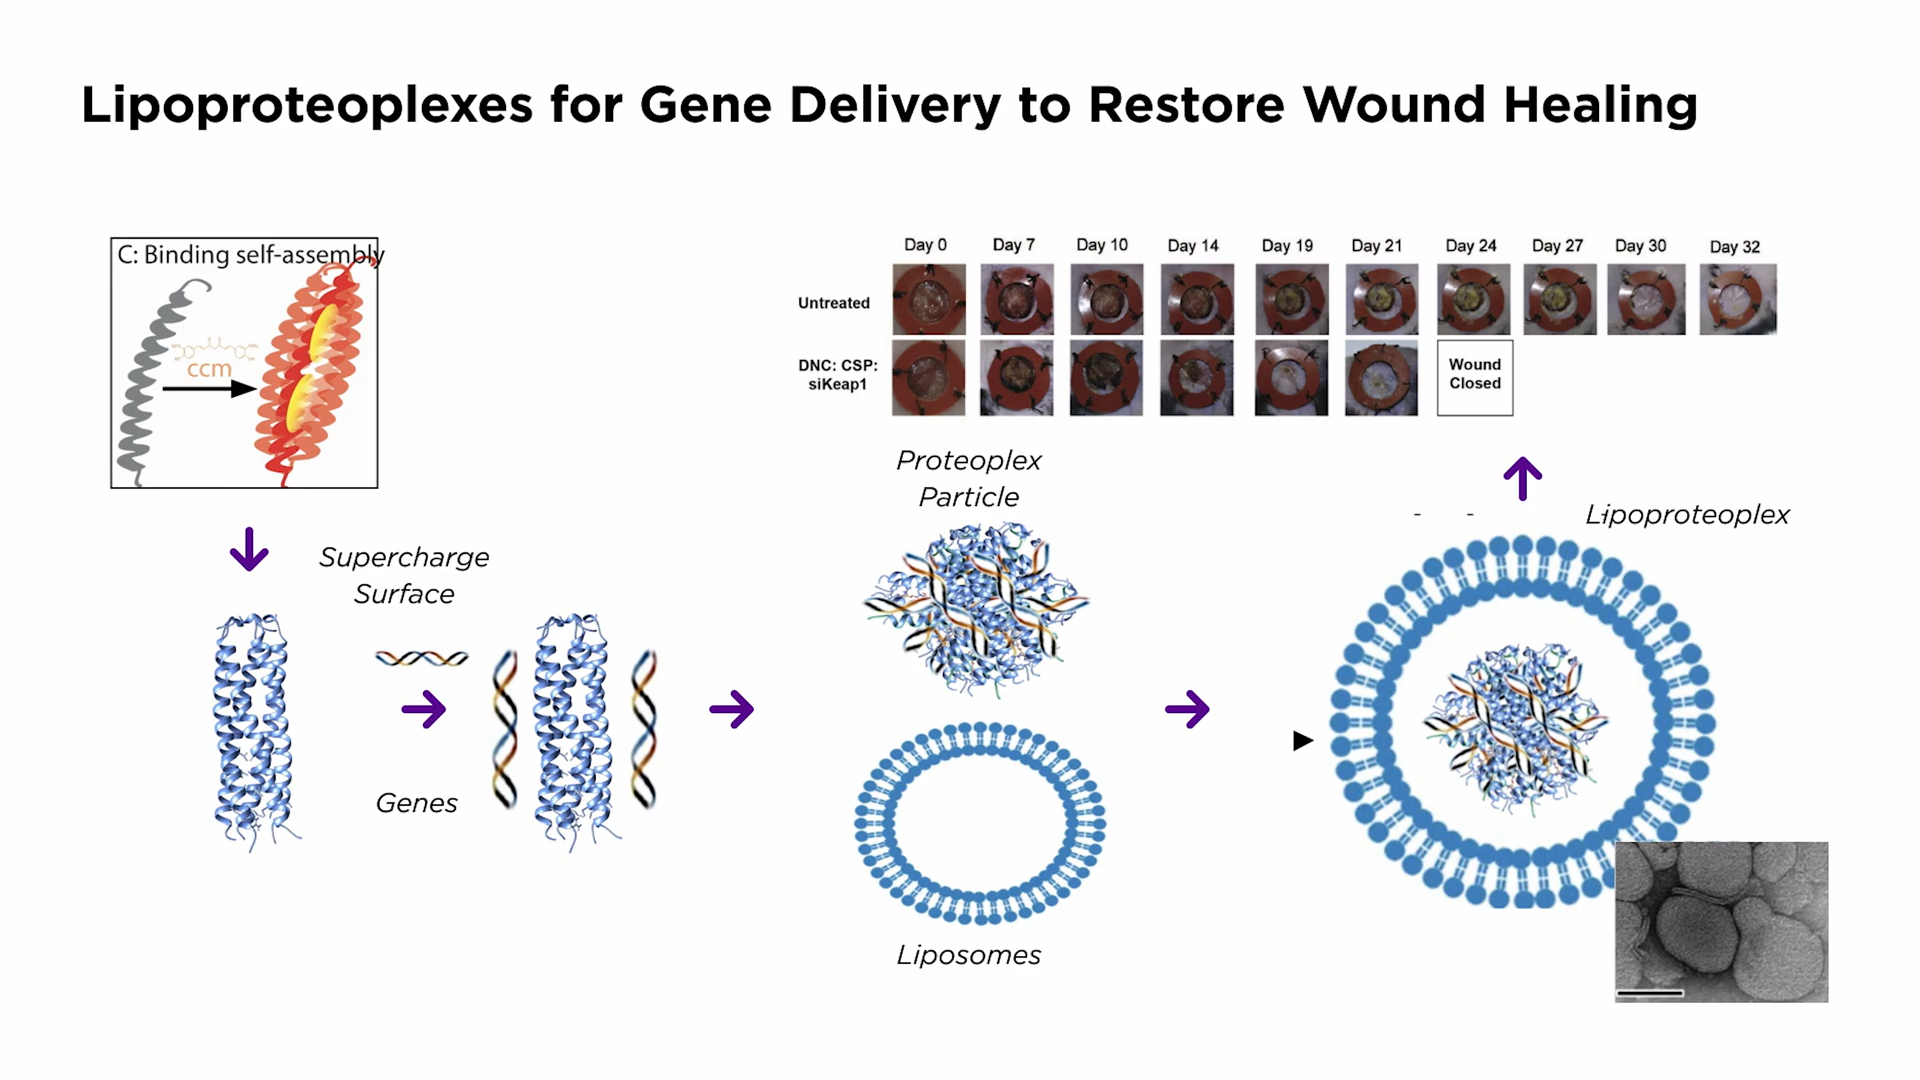 Lipoproteoplexes for Gene Delivery to Restore Wound Healing
C: Binding self-assembly
ccm
Day 0 Day 7 Day 10 Day 14 Day 19 Day 21 Day 24 Day 27 Day 30 Day 32
Untreated
DNC: CSP:
siKeap1
Wound
Closed
Proteoplex
Particle
Lipoproteoplex
Supercharge
Surface
Genes
Liposomes